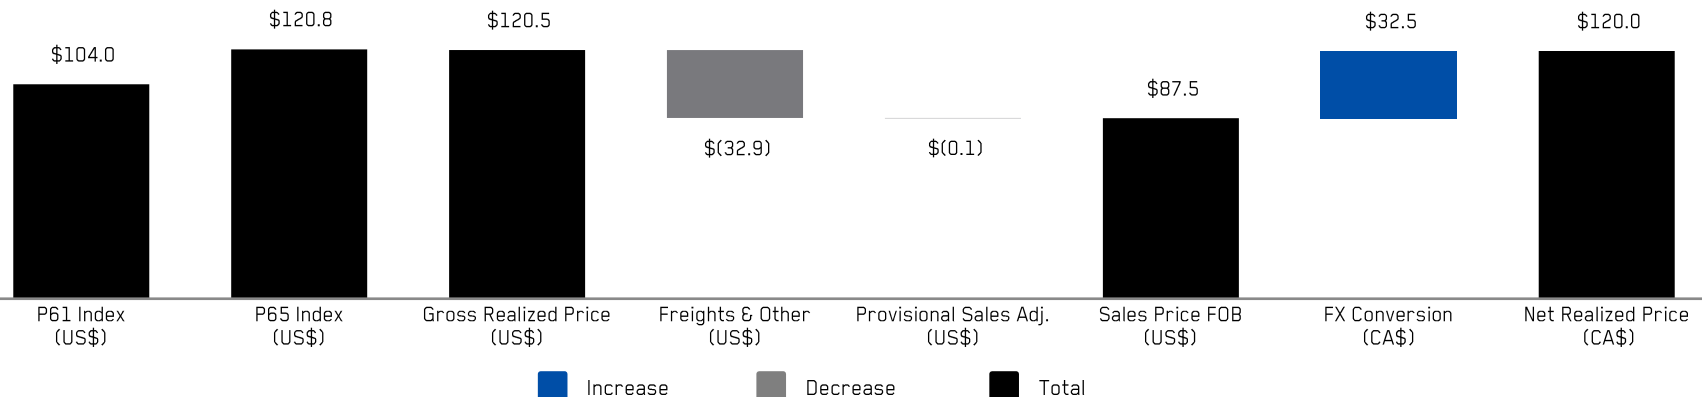 $104.0
$120.8
$120.5
$(32.9)
$(0.1)
$87.5
$32.5
$120.0
P61 Index
(US$)
P65 Index
(US$)
Gross Realized Price
(US$)
Freights & Other
(US$)
Provisional Sales Adj.
(US$)
Sales Price FOB
(US$)
FX Conversion
(CA$)
Net Realized Price
(CA$)
Increase
Decrease
Total